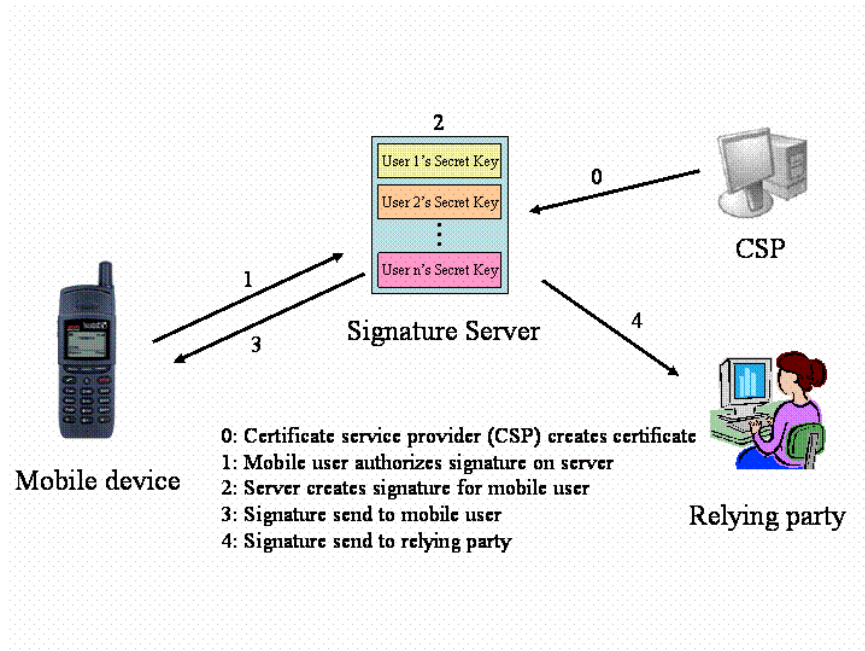 2
User 1's Secret Key
0
User 2's Secret Key
CSP
User n's Secret Key
1
Signature Server
4
3
0: Certificate service provider (CSP) creates certificate
1: Mobile user authorizes signature on server
Mobile device
2: Server creates signature for mobile user
3: Signature send to mobile user
Relying party
4: Signature send to relying party